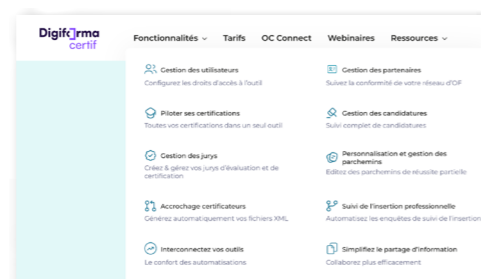 Digiforma
certif
Fonctionnalités Tarifs OC Connect Webinaires Ressources
Gestion des utilisateurs
Configurez les droits d'accès à l'outil
Gestion des partenaires
Suivez la conformité de votre réseau d'OF
Piloter ses certifications
Toutes vos certifications dans un seul outil
Gestion des candidatures
Suivi complet de candidatures
Gestion des jurys
Créez & gérez vos jurys d'évaluation et de
certification
Personnalisation et gestion des
parchemins
Editez des parchemins de réussite partielle
Accrochage certificateurs
Générez automatiquement vos fichiers XML
Suivi de l'insertion professionnelle
Automatisez les enquêtes de suivi de l'insertion
Interconnectez vos outils
Le confort des automatisations
Simplifiez le partage d'information
Collaborez plus efficacement